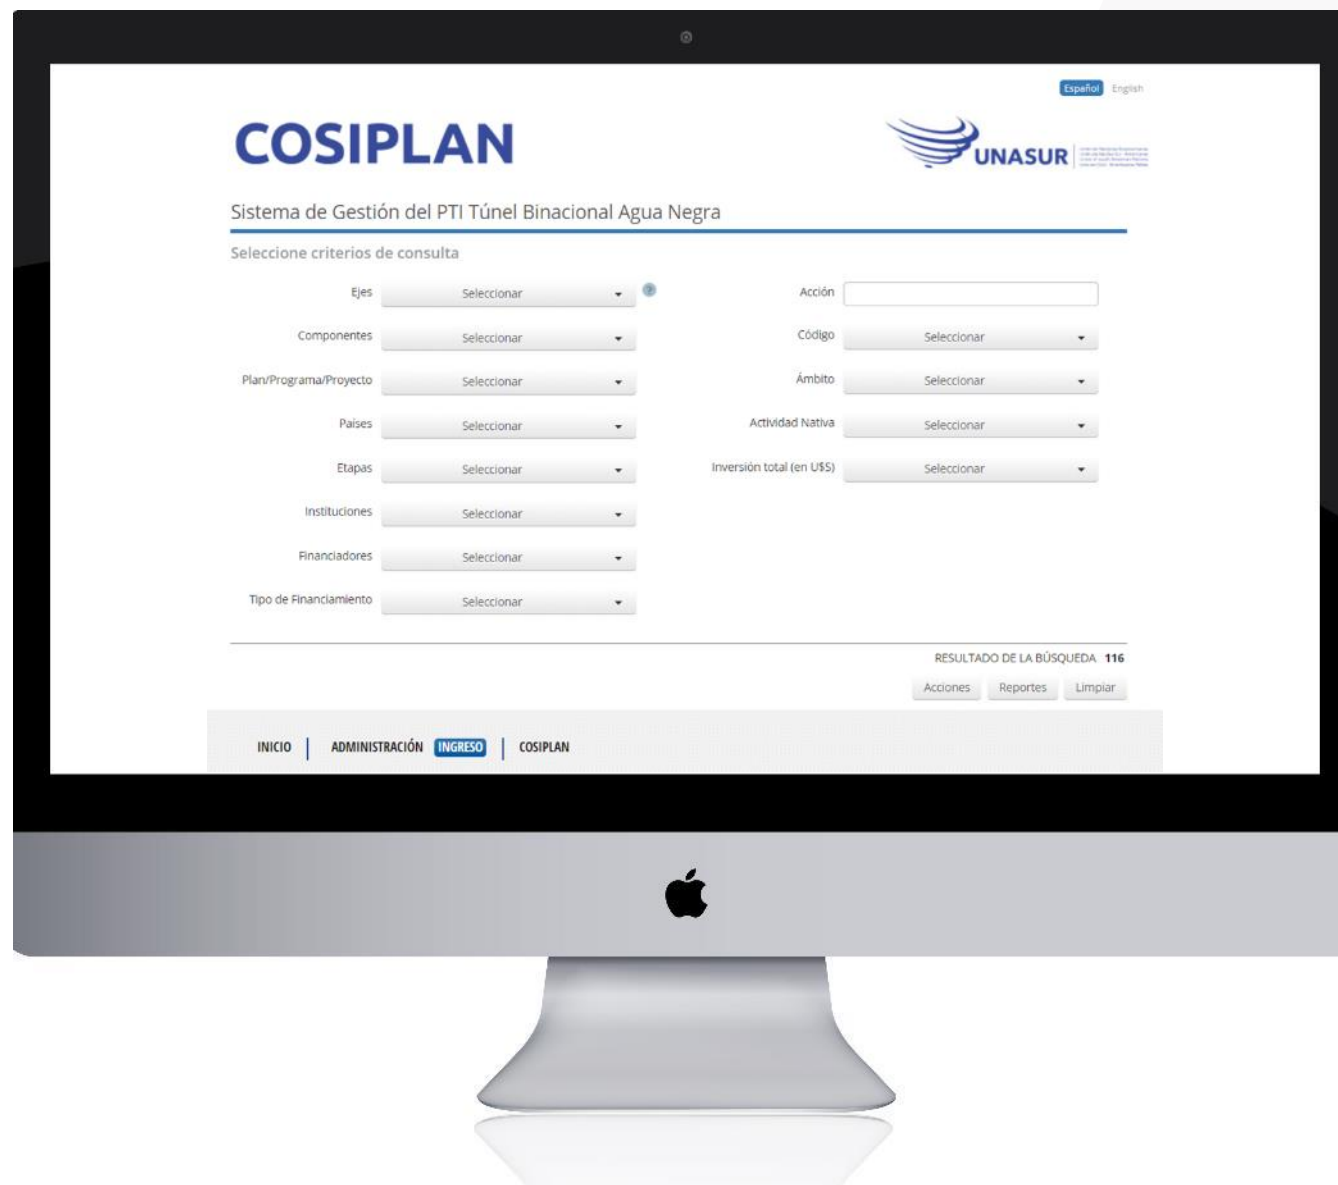 Español English
COSIPLAN
UNASUR
Sistema de Gestión del PTI Túnel Binacional Agua Negra
Seleccione criterios de consulta
Ejes Seleccionar ? Acción
Componentes Seleccionar Código Seleccionar
Plan/Programa/Proyecto Seleccionar Ámbito Seleccionar
Países Seleccionar Actividad Nativa Seleccionar
Etapas Seleccionar Inversión total (en U$S) Seleccionar
Instituciones Seleccionar
Financiadores Seleccionar
Tipo de Financiamiento Seleccionar
RESULTADO DE LA BÚSQUEDA 116
Acciones Reportes Limpiar
INICIO | ADMINISTRACIÓN INGRESO | COSIPLAN